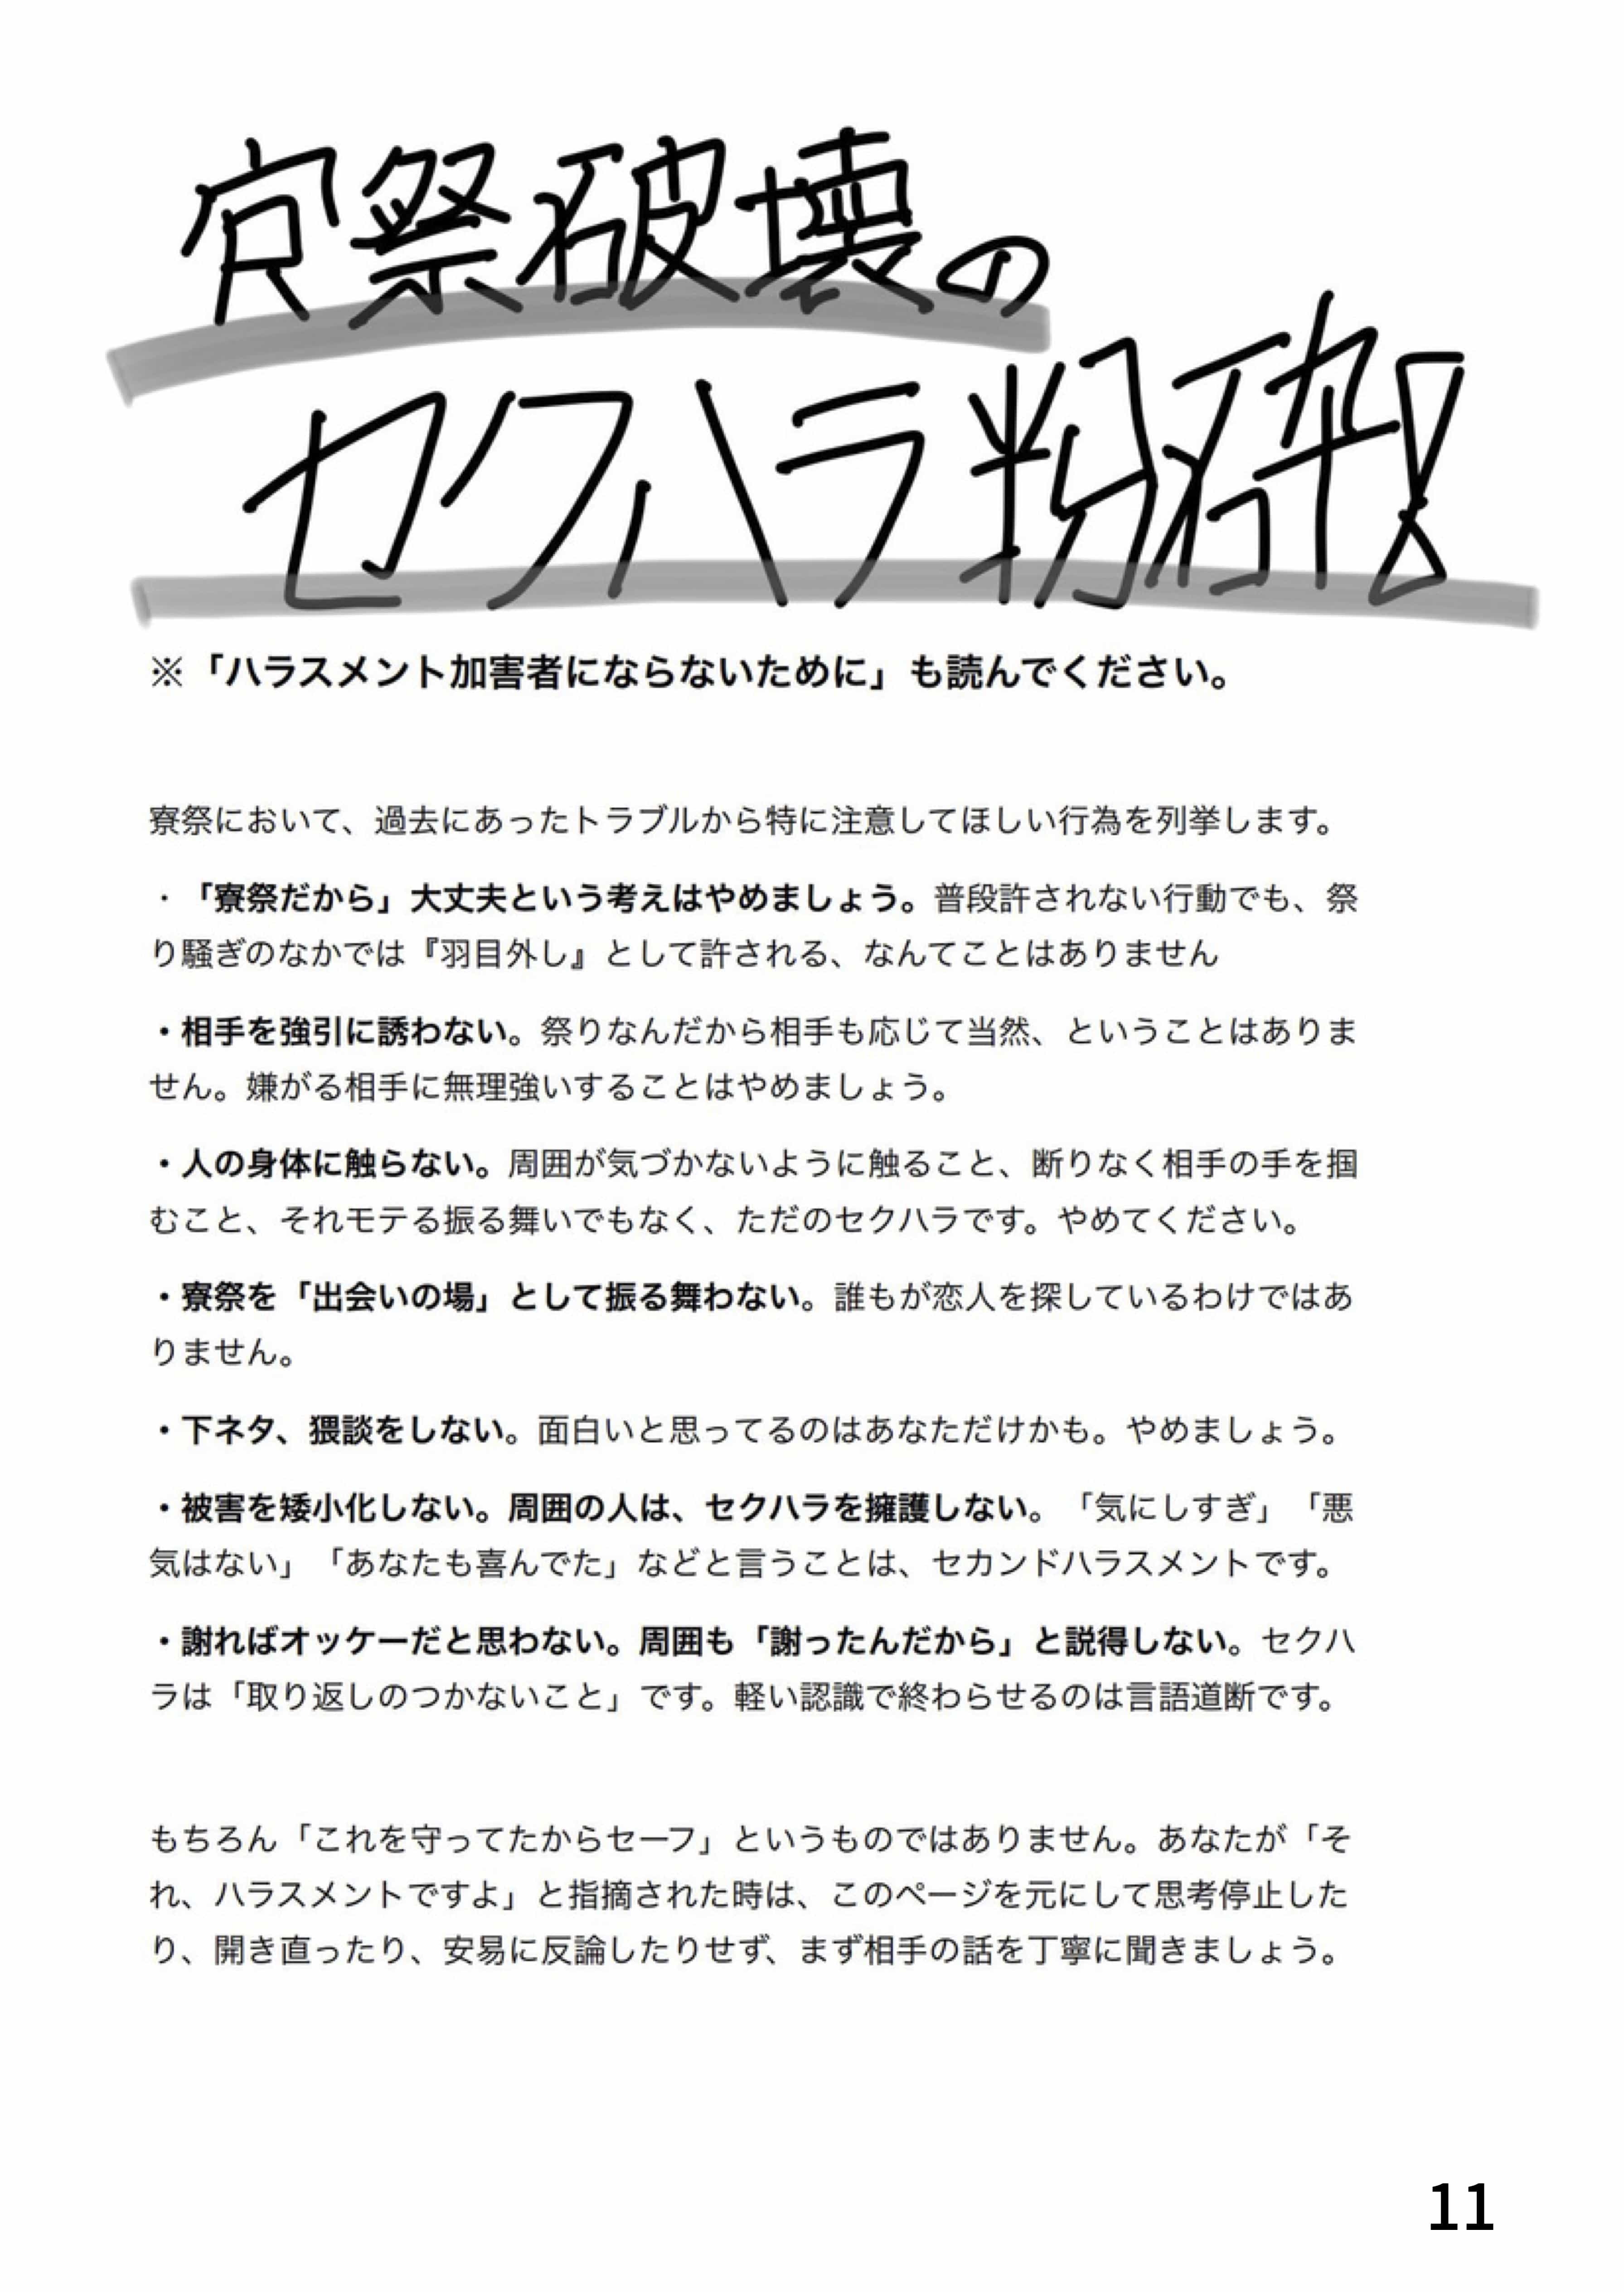 寮祭破壊の
セクハラ粉砕!
※「ハラスメント加害者にならないために」も読んでください。
寮祭において、過去にあったトラブルから特に注意してほしい行為を列挙します。
・「寮祭だから」大丈夫という考えはやめましょう。普段許されない行動でも、祭
り騒ぎのなかでは『羽目外し』として許される、なんてことはありません
・相手を強引に誘わない。祭りなんだから相手も応じて当然、ということはありま
せん。嫌がる相手に無理強いすることはやめましょう。
・人の身体に触らない。周囲が気づかないように触ること、断りなく相手の手を掴
むこと、それモテる振る舞いでもなく、ただのセクハラです。やめてください。
・寮祭を「出会いの場」として振る舞わない。誰もが恋人を探しているわけではあ
りません。
・下ネタ、猥談をしない。面白いと思ってるのはあなただけかも。やめましょう。
・被害を矮小化しない。周囲の人は、セクハラを擁護しない。「気にしすぎ」「悪
気はない」「あなたも喜んでた」などと言うことは、セカンドハラスメントです。
・謝ればオッケーだと思わない。周囲も「謝ったんだから」と説得しない。セクハ
ラは「取り返しのつかないこと」です。軽い認識で終わらせるのは言語道断です。
もちろん「これを守ってたからセーフ」というものではありません。あなたが「そ
れ、ハラスメントですよ」と指摘された時は、このページを元にして思考停止した
り、開き直ったり、安易に反論したりせず、まず相手の話を丁寧に聞きましょう。
11